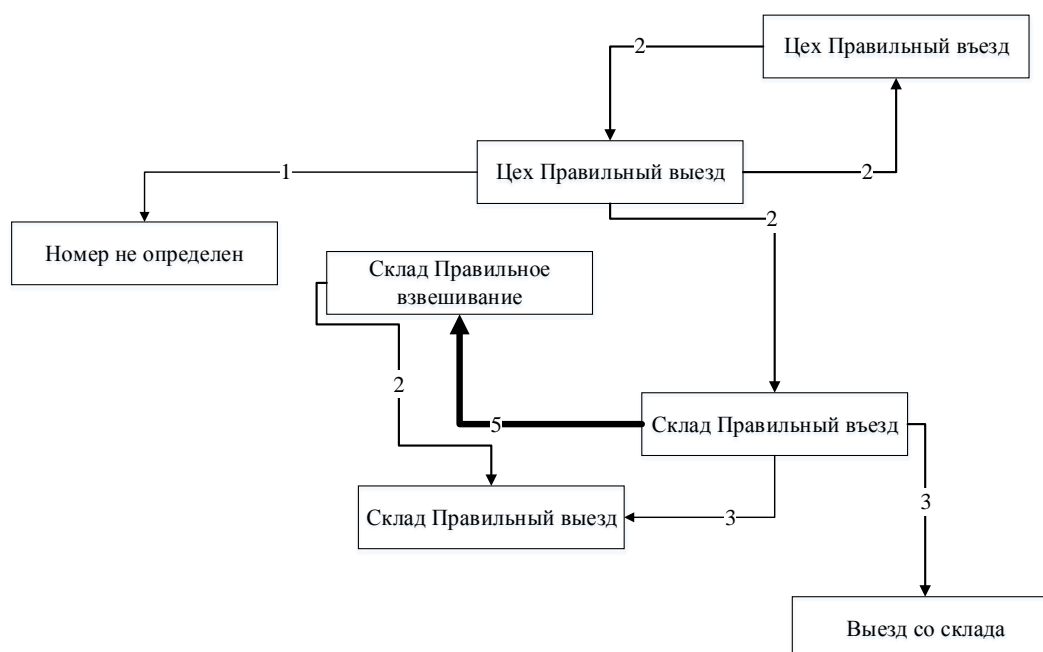 2
Цех Правильный въезд
1
Цех Правильный выезд
2
2
Номер не определен
Склад Правильное
взвешивание
2
5
Склад Правильный въезд
Склад Правильный выезд
3
3
Выезд со склада